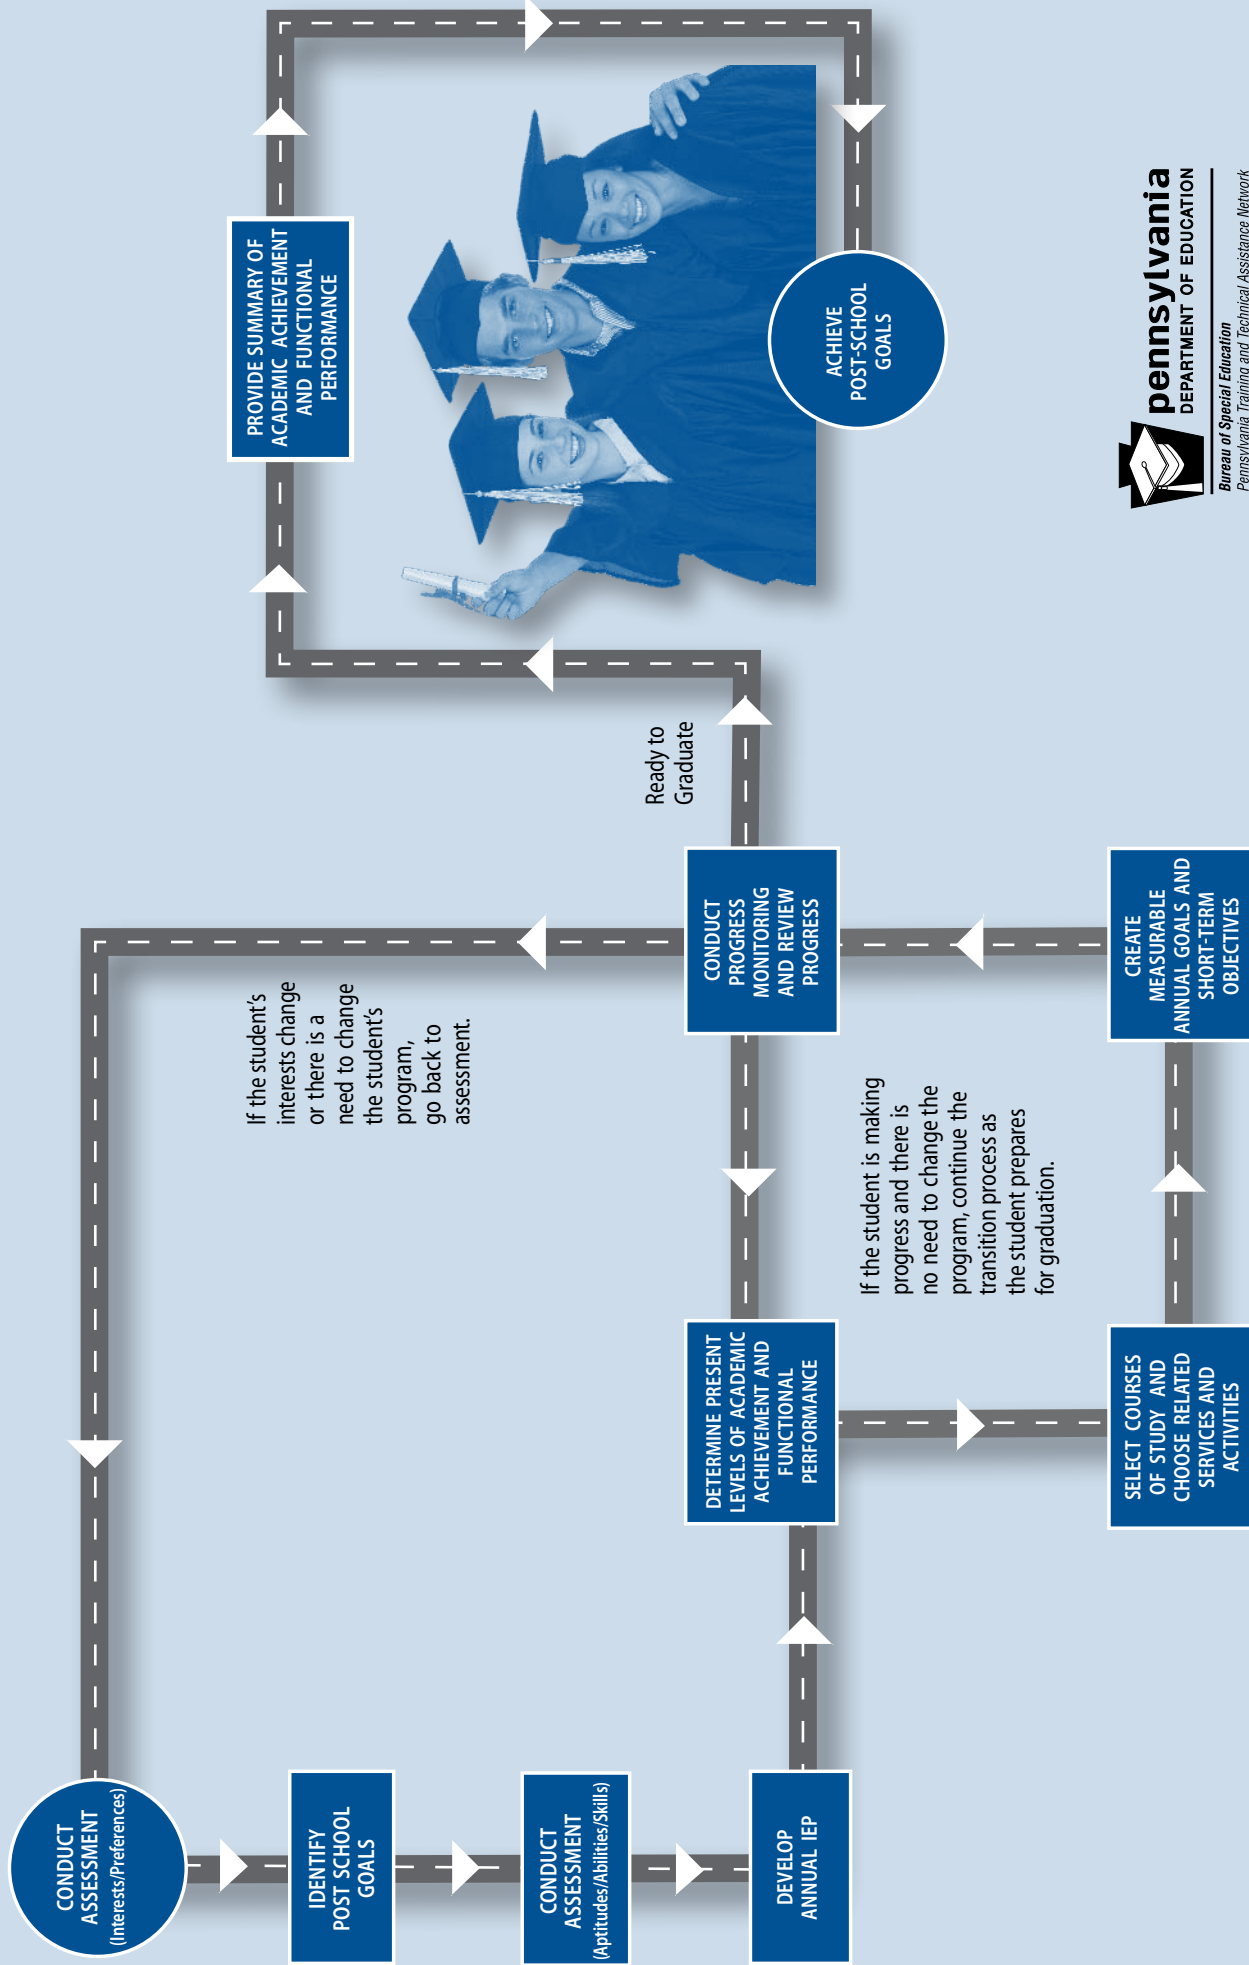 CONDUCT
ASSESSMENT
(Interests/Preferences)
IDENTIFY
POST SCHOOL
GOALS
CONDUCT
ASSESSMENT
(Aptitudes/Abilities/Skills)
DEVELOP
ANNUAL IEP
DETERMINE PRESENT
LEVELS OF ACADEMIC
ACHIEVEMENT AND
FUNCTIONAL
PERFORMANCE
SELECT COURSES
OF STUDY AND
CHOOSE RELATED
SERVICES AND
ACTIVITIES
If the student is making
progress and there is
no need to change the
program, continue the
transition process as
the student prepares
for graduation.
CREATE
MEASURABLE
ANNUAL GOALS AND
SHORT-TERM
OBJECTIVES
CONDUCT
PROGRESS
MONITORING
AND REVIEW
PROGRESS
If the student's
interests change
or there is a
need to change
the student's
program,
go back to
assessment.
Ready to
Graduate
PROVIDE SUMMARY OF
ACADEMIC ACHIEVEMENT
AND FUNCTIONAL
PERFORMANCE
ACHIEVE
POST-SCHOOL
GOALS
pennsylvania
DEPARTMENT OF EDUCATION
Bureau of Special Education
Pennsylvania Training and Technical Assistance Network